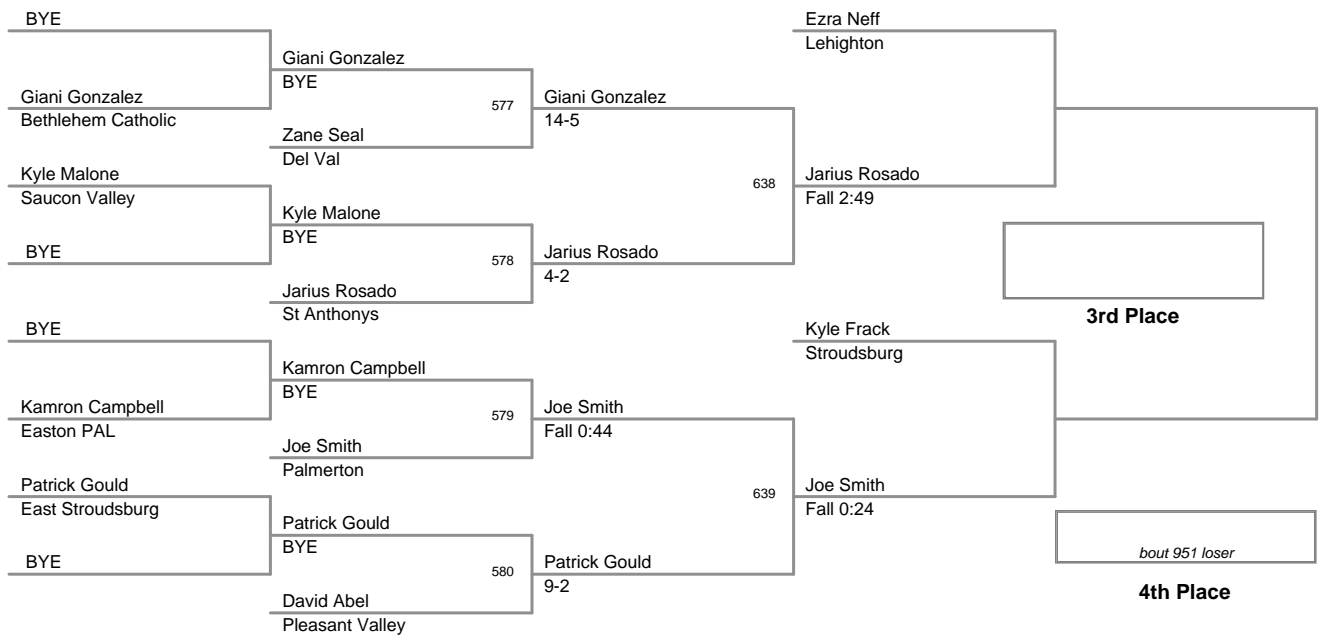 BYE
Giani Gonzalez
Bethlehem Catholic
Kyle Malone
Saucon Valley
BYE
BYE
Kamron Campbell
Easton PAL
Patrick Gould
East Stroudsburg
BYE
Giani Gonzalez
BYE
577
Zane Seal
Del Val
Kyle Malone
BYE
578
Jarius Rosado
St Anthonys
Kamron Campbell
BYE
579
Joe Smith
Palmerton
Patrick Gould
BYE
580
David Abel
Pleasant Valley
Giani Gonzalez
14-5
638
Jarius Rosado
4-2
Joe Smith
Fall 0:44
639
Patrick Gould
9-2
Ezra Neff
Lehighton
Jarius Rosado
Fall 2:49
Kyle Frack
Stroudsburg
Joe Smith
Fall 0:24
3rd Place
bout 951 loser
4th Place